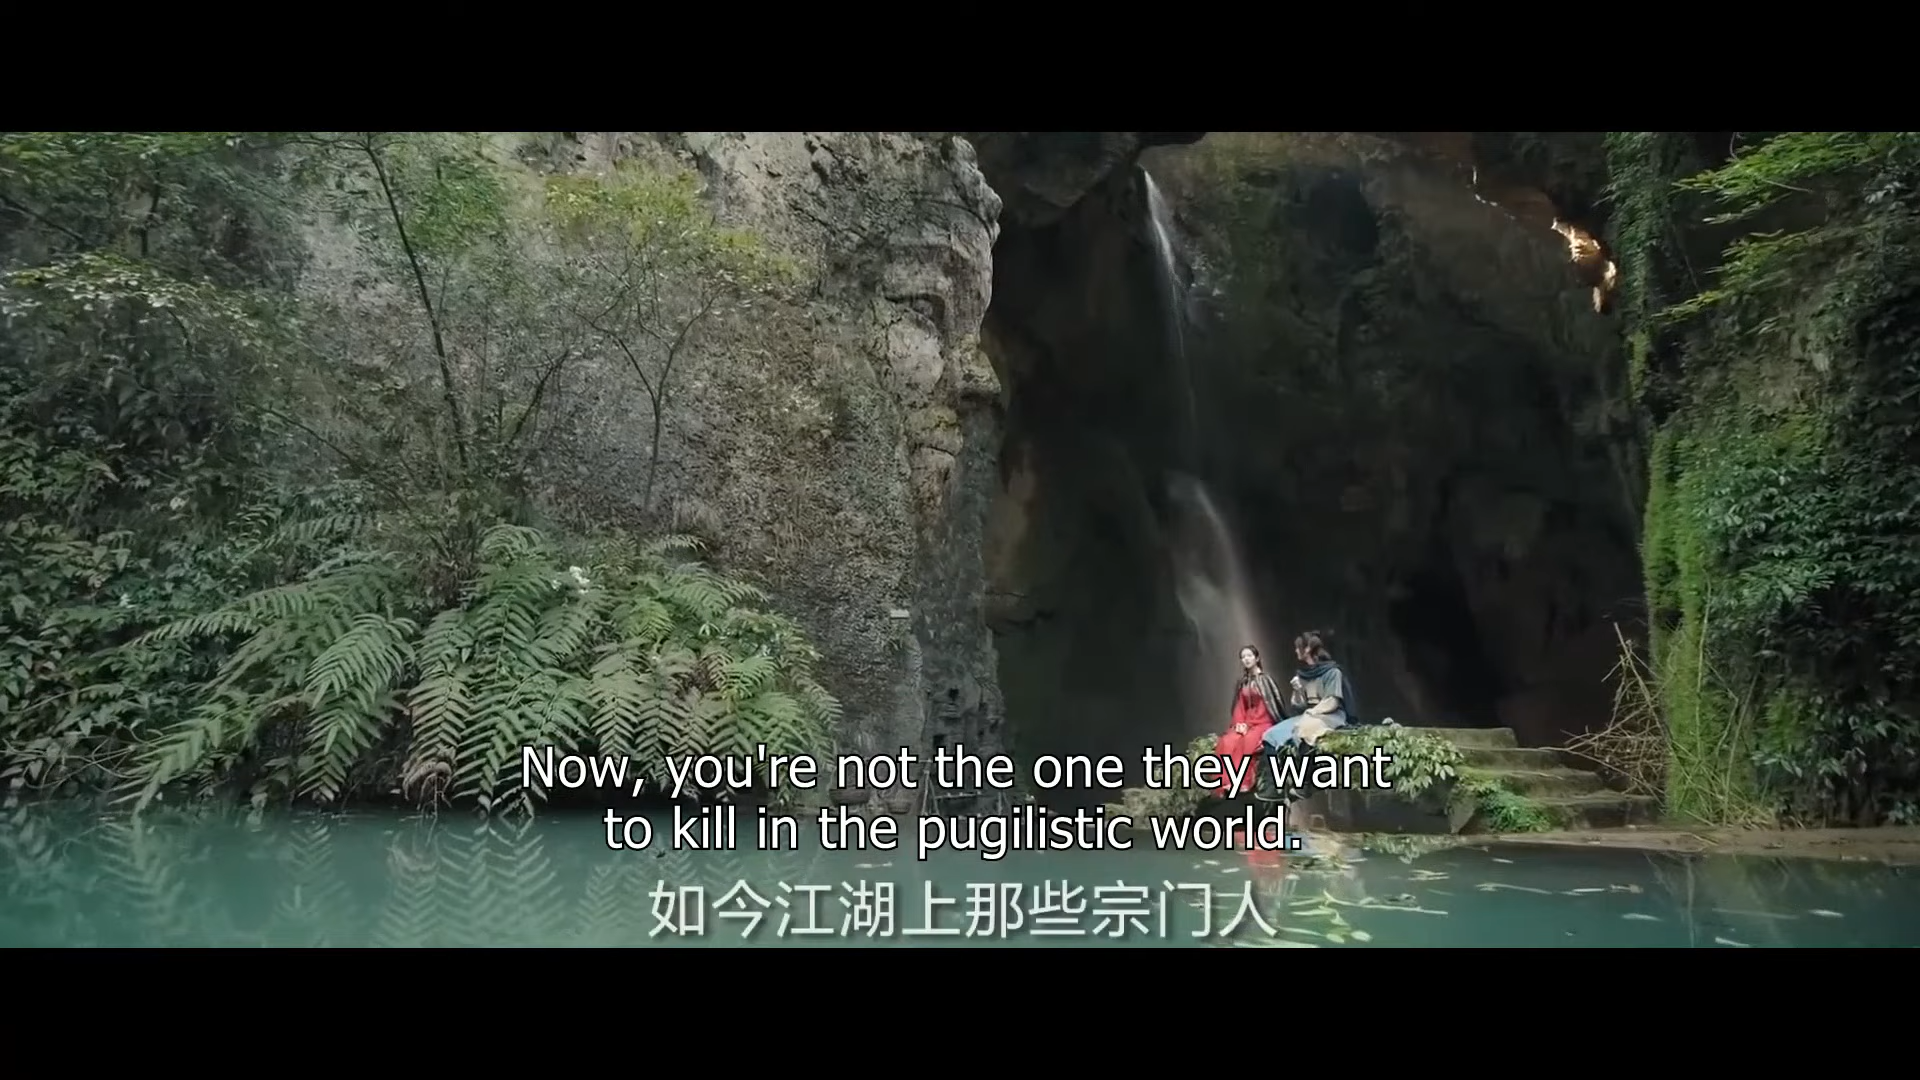 Now, you're not the one they want
to kill in the pugilistic world.
如今江湖上那些宗门人